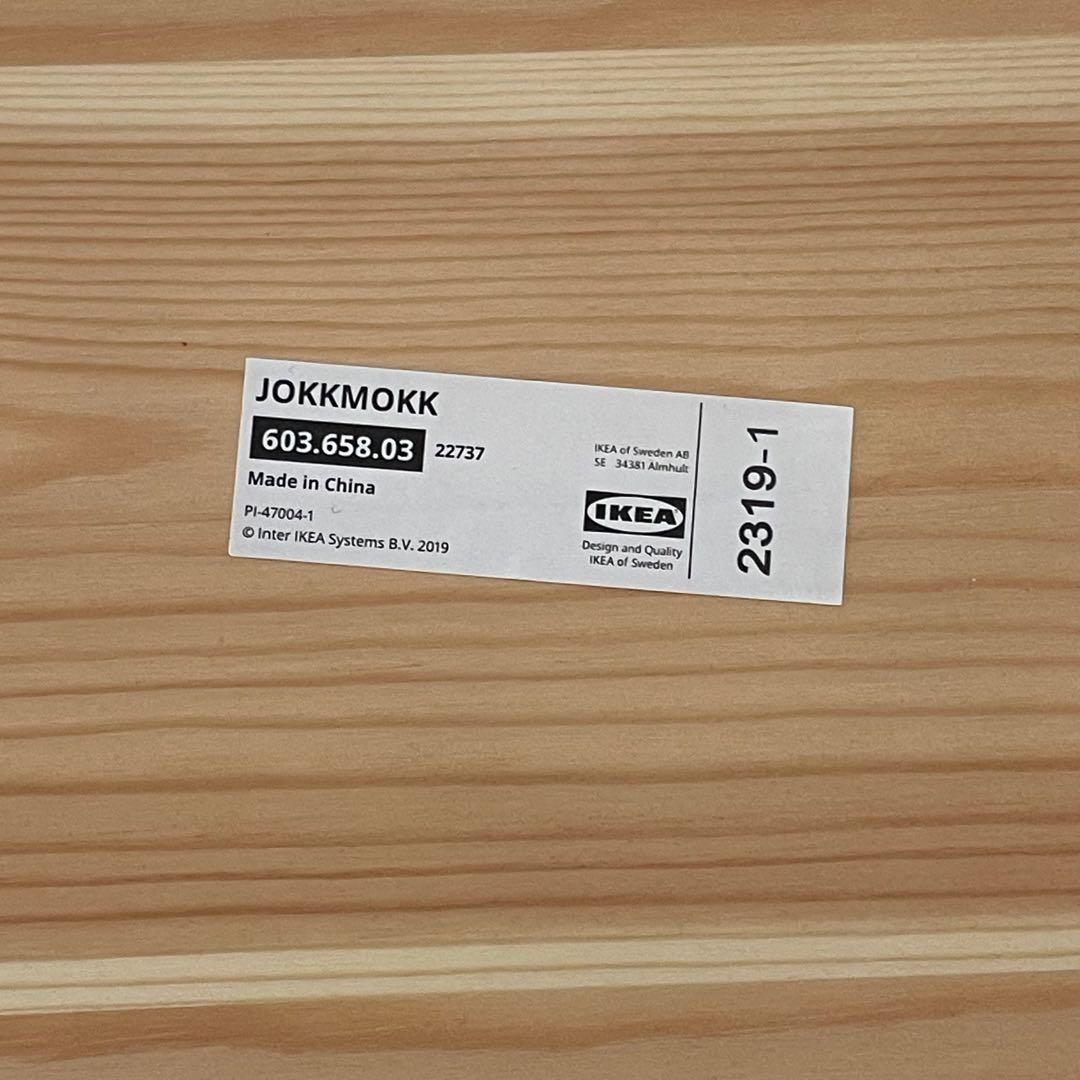 JOKKMOKK
603.658.03 22737
Made in China
PI-47004-1
© Inter IKEA Systems B.V. 2019
IKEA of Sweden AB
SE 34381 Älmhult
IKEA
Design and Quality
IKEA of Sweden
2319-1